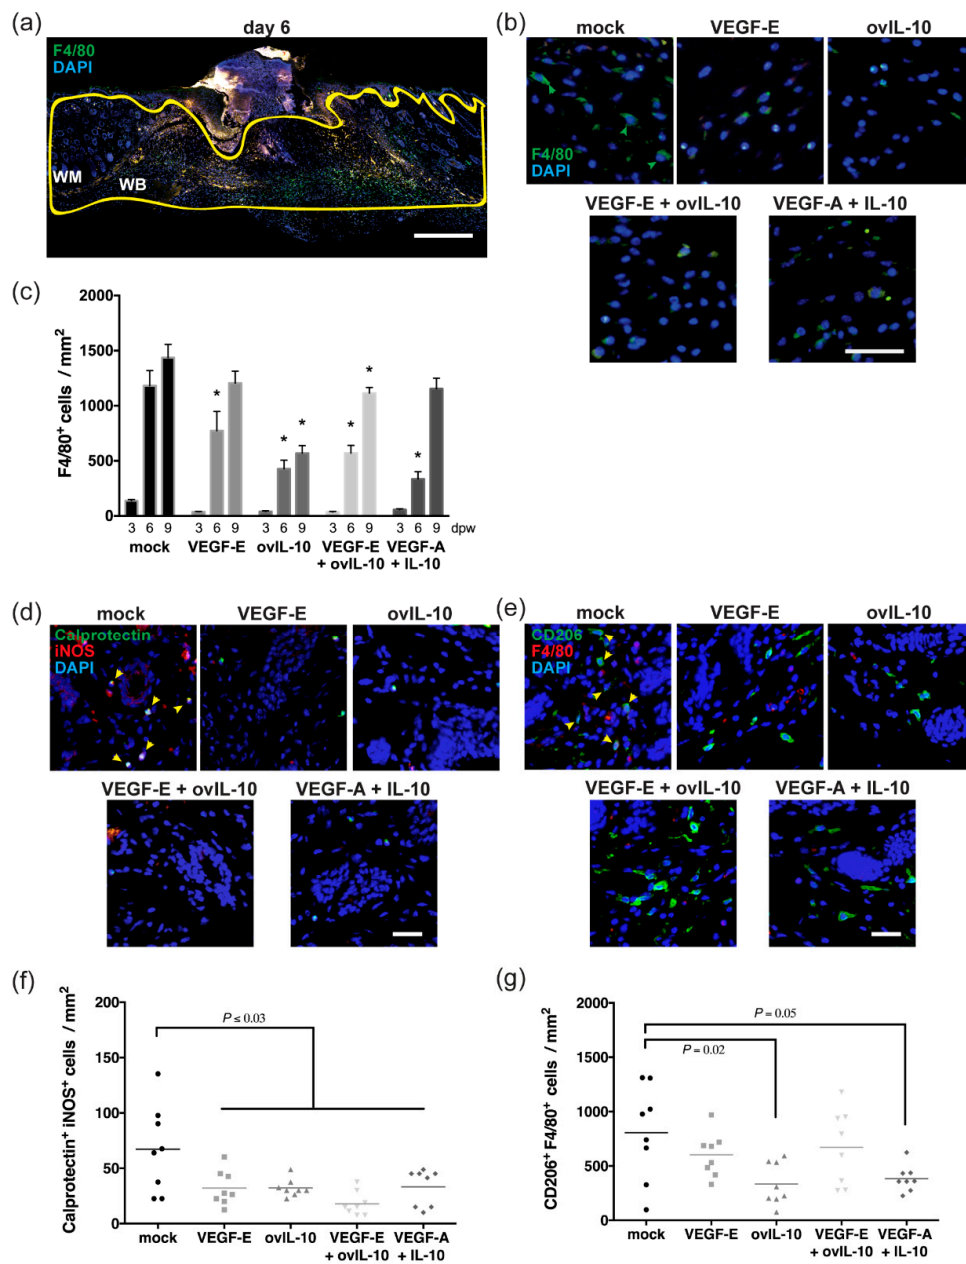 (a)
day 6
F4/80
DAPI
WM
WB
(b)
mock
VEGF-E
ovIL-10
F4/80
DAPI
VEGF-E + ovIL-10
VEGF-A + IL-10
(c)
F4/80+ cells / mm2
2000
1500
1000
500
0
* * * * * *
3 6 9 3 6 9 3 6 9 3 6 9 3 6 9 dpw
mock VEGF-E ovIL-10 VEGF-E VEGF-A
+ ovIL-10 + IL-10
(d)
mock
VEGF-E
ovIL-10
Calprotectin
iNOS
DAPI
VEGF-E + ovIL-10
VEGF-A + IL-10
(e)
mock
VEGF-E
ovIL-10
CD206
F4/80
DAPI
VEGF-E + ovIL-10
VEGF-A + IL-10
(f)
Calprotectin+ iNOS+ cells / mm2
200
150
100
50
0
P ≤ 0.03
mock VEGF-E ovIL-10 VEGF-E VEGF-A
+ ovIL-10 + IL-10
(g)
CD206+ F4/80+ cells / mm2
2000
1500
1000
500
0
P = 0.05
P = 0.02
mock VEGF-E ovIL-10 VEGF-E VEGF-A
+ ovIL-10 + IL-10